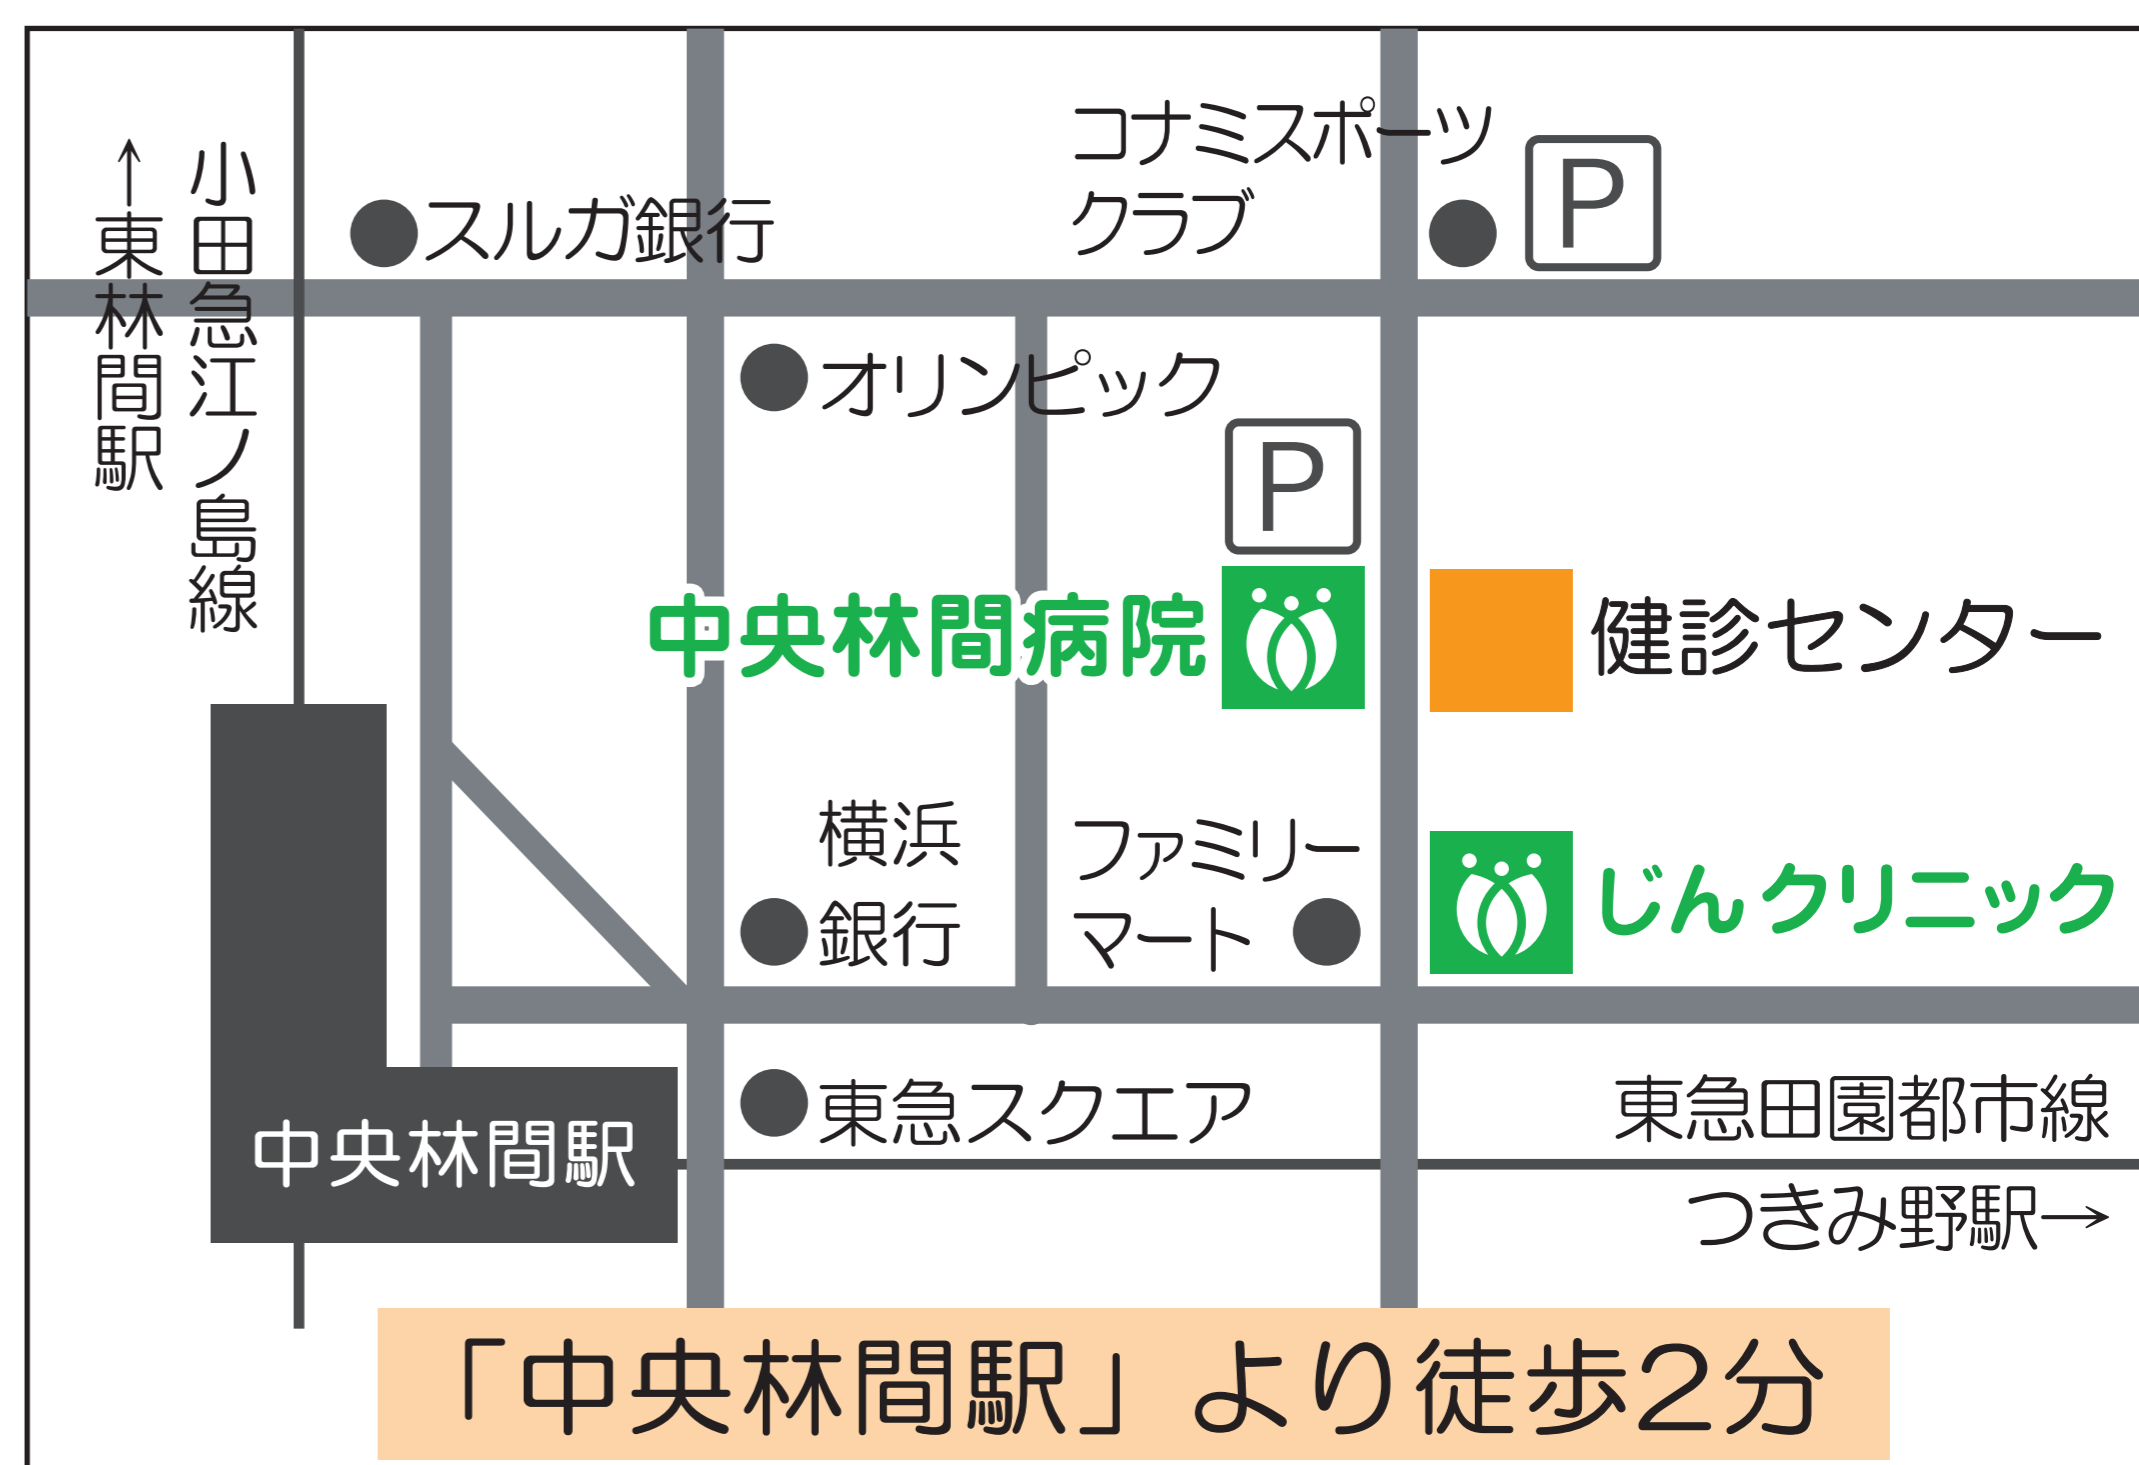 ↑東林間駅
小田急江ノ島線
スルガ銀行
コナミスポーツ
クラブ
P
オリンピック
P
中央林間病院
健診センター
横浜
銀行
ファミリー
マート
じんクリニック
東急スクエア
中央林間駅
東急田園都市線
つきみ野駅→
「中央林間駅」より徒歩2分